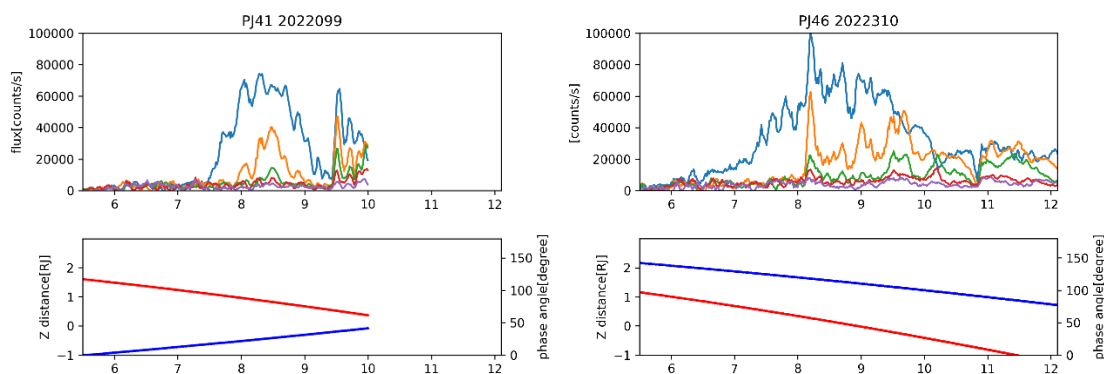 PJ41 2022099
PJ46 2022310
flux[counts/s]
100000
80000
60000
40000
20000
0
6 7 8 9 10 11 12
[counts/s]
100000
80000
60000
40000
20000
0
6 7 8 9 10 11 12
Z distance[RJ]
2
1
0
−1
6 7 8 9 10 11 12
150
100
50
0
phase angle[degree]
Z distance[RJ]
2
1
0
−1
6 7 8 9 10 11 12
150
100
50
0
phase angle[degree]